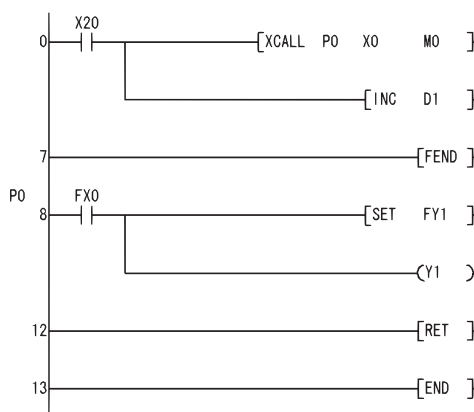 X20
0 [XCALL P0 X0 M0 ]
[INC D1 ]
7 [FEND ]
P0 FX0
8 [SET FY1 ]
(Y1 )
12 [RET ]
13 [END ]